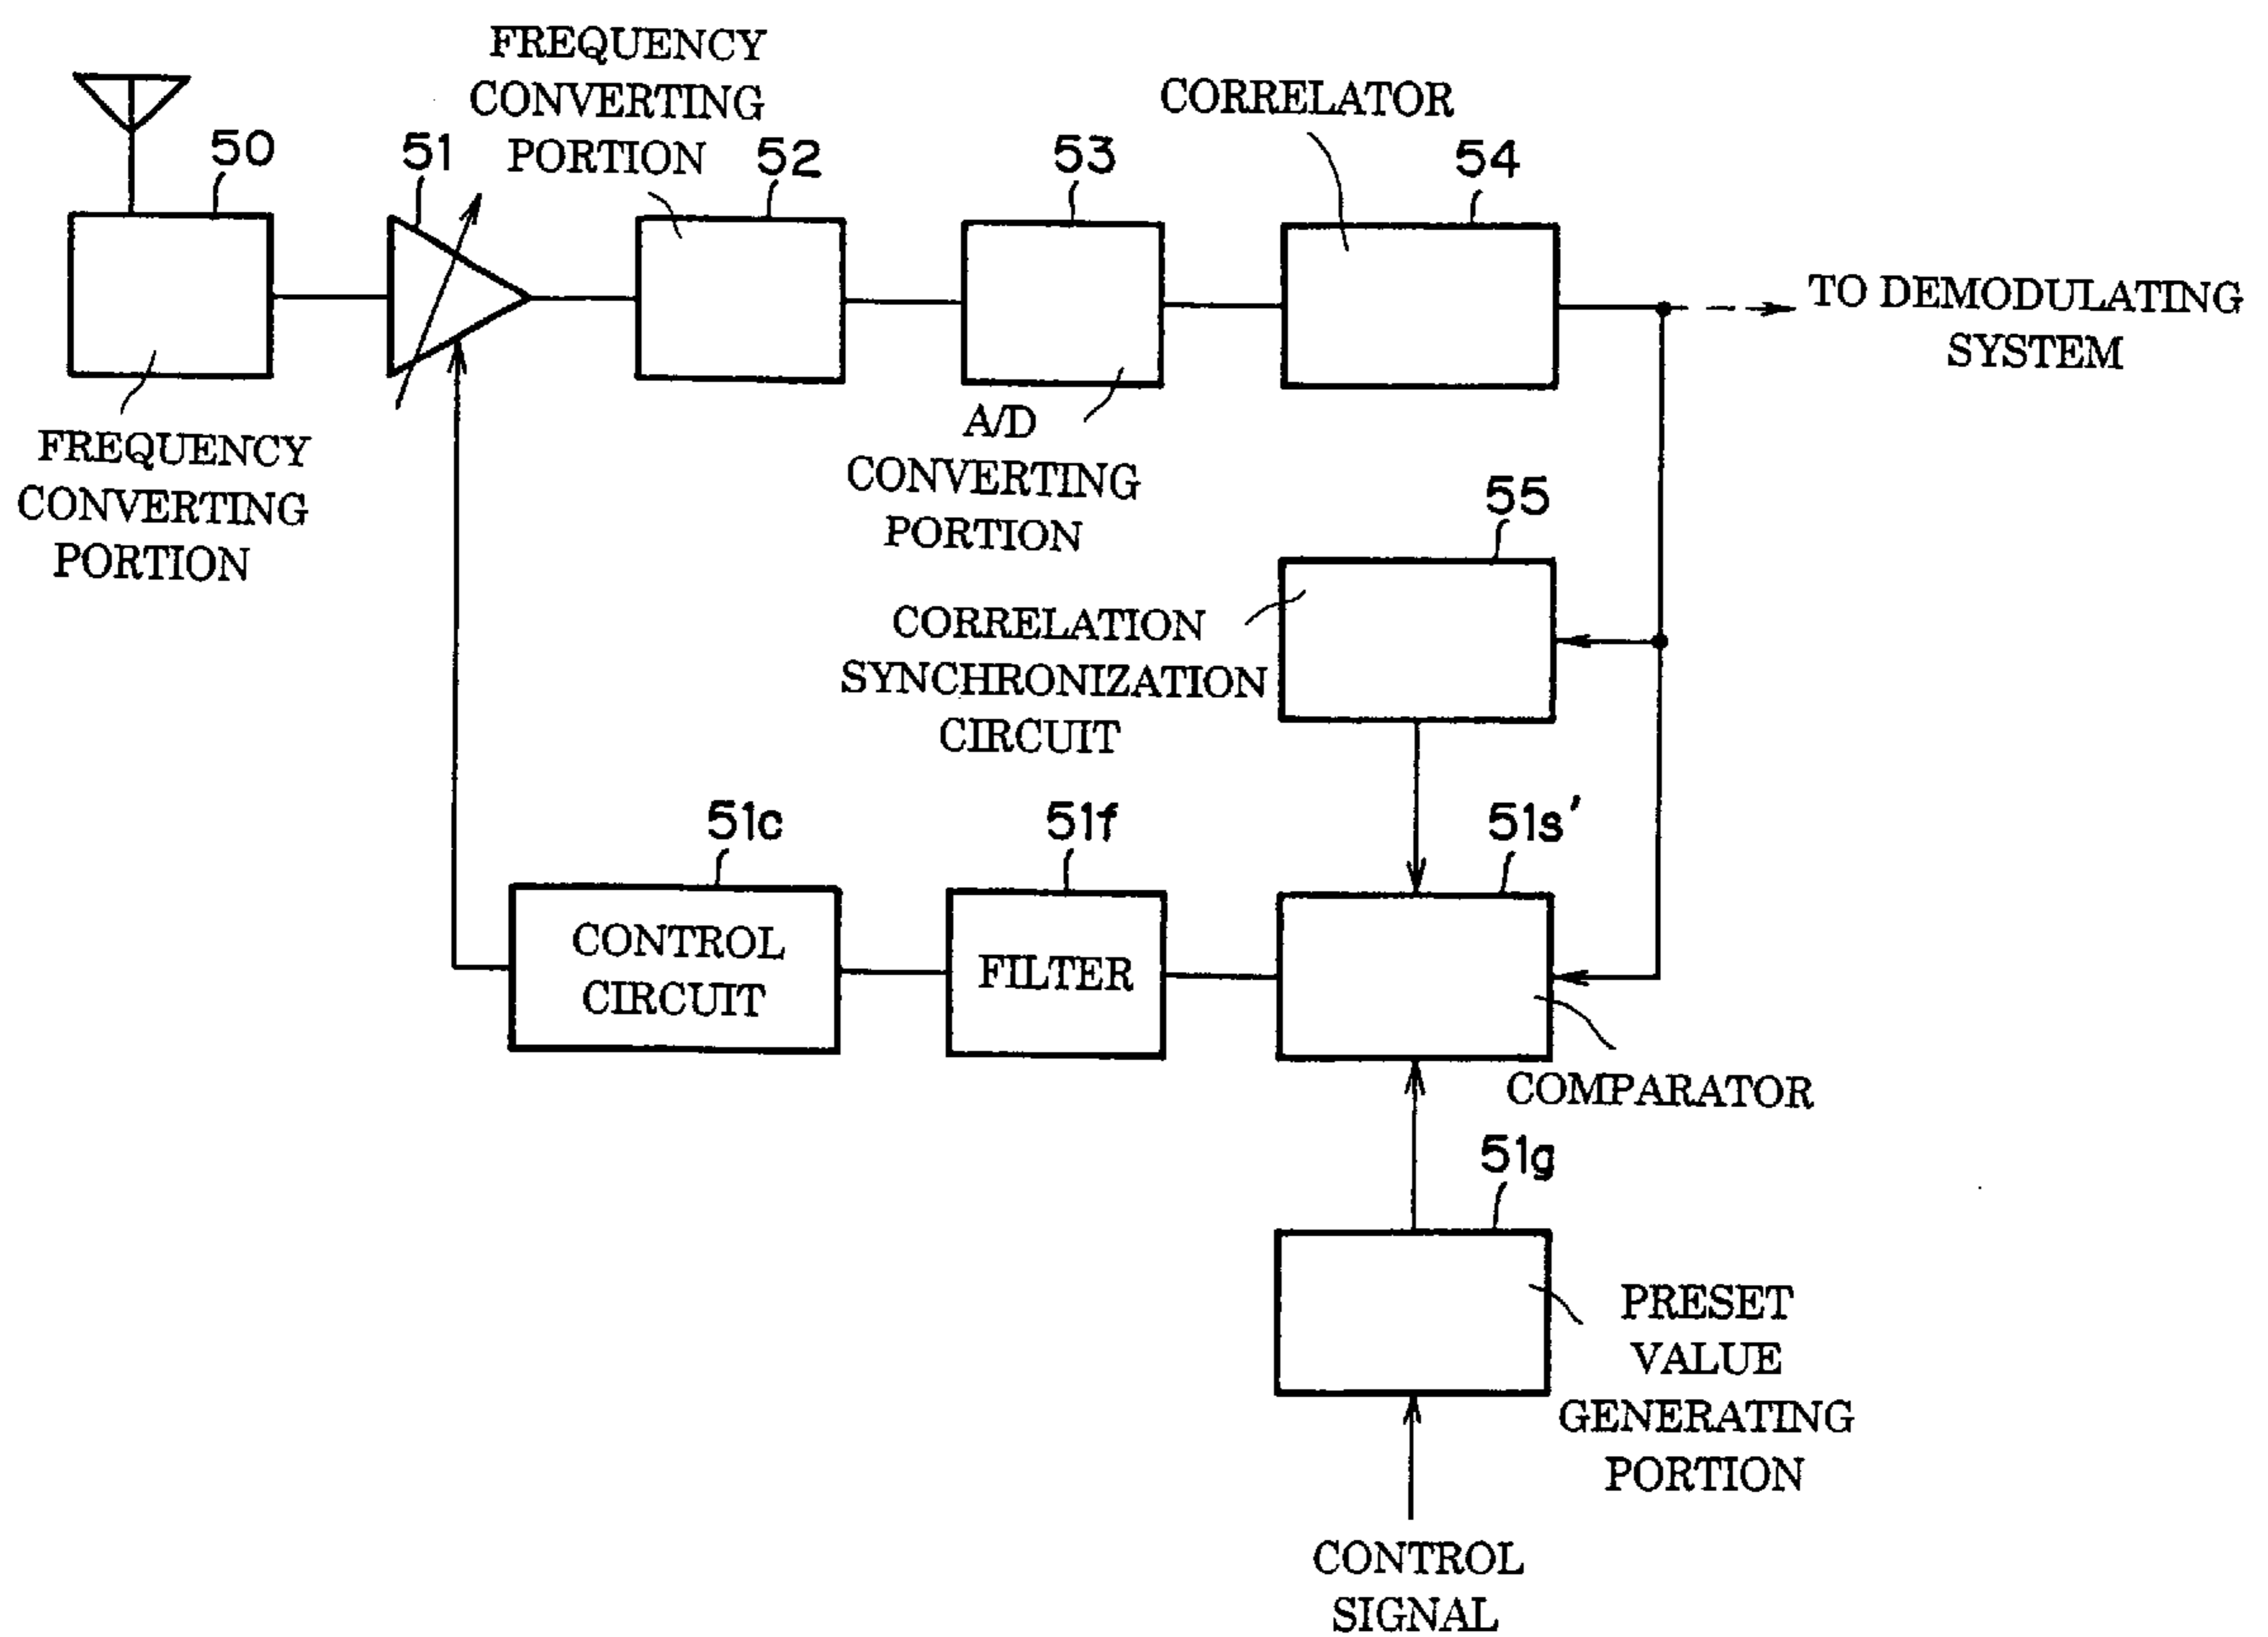 FREQUENCY
CONVERTING
PORTION
CORRELATOR
50
51
52
53
54
TO DEMODULATING
SYSTEM
A/D
CONVERTING
PORTION
FREQUENCY
CONVERTING
PORTION
55
CORRELATION
SYNCHRONIZATION
CIRCUIT
51c
51f
51s'
CONTROL
CIRCUIT
FILTER
COMPARATOR
51g
PRESET
VALUE
GENERATING
PORTION
CONTROL
SIGNAL